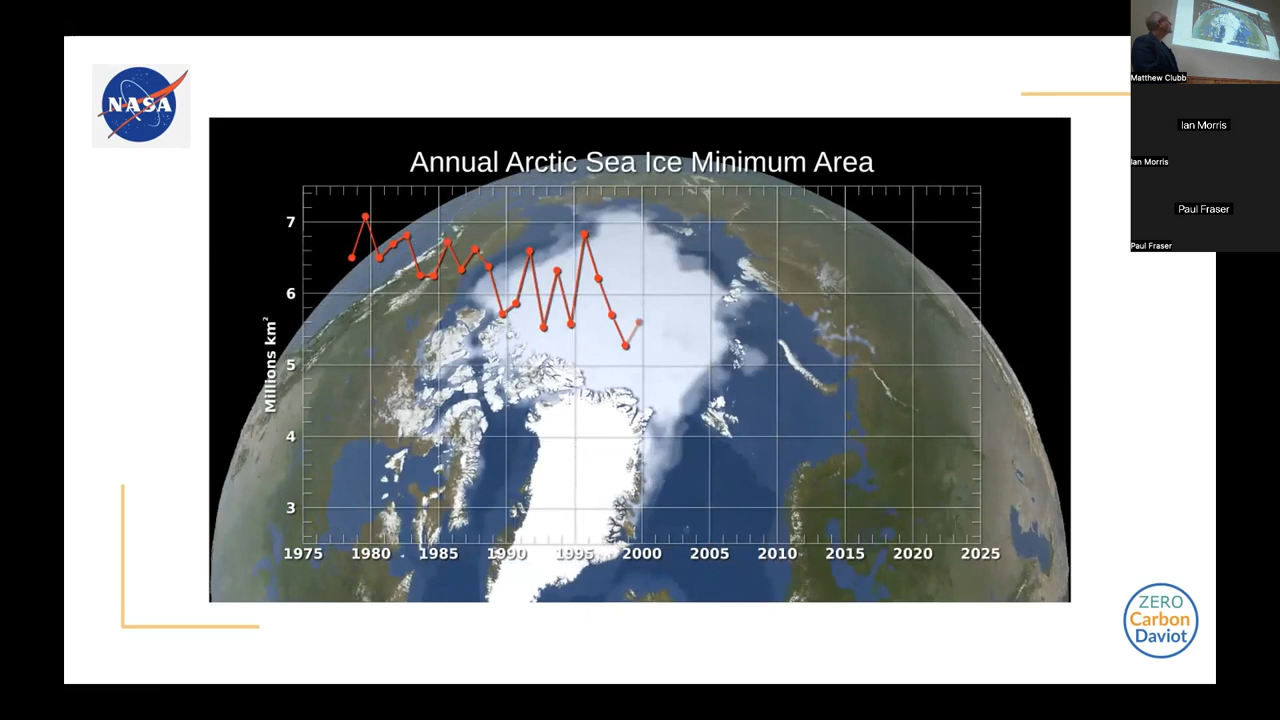 NASA
Annual Arctic Sea Ice Minimum Area
7
6
5
4
3
Millions km²
1975 1980 1985 1990 1995 2000 2005 2010 2015 2020 2025
ZERO
Carbon
Daviot
Matthew Clubb
Ian Morris
Ian Morris
Paul Fraser
Paul Fraser